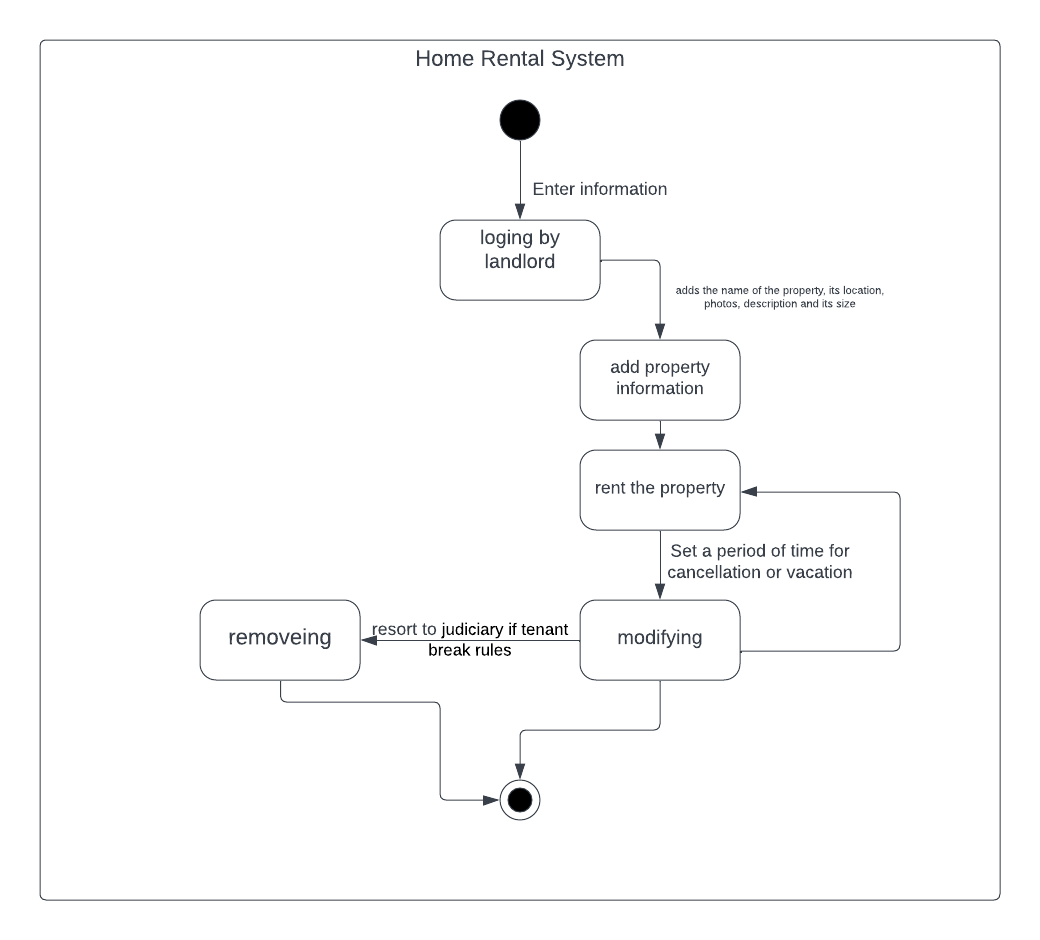 Home Rental System
Enter information
loging by
landlord
adds the name of the property, its location,
photos, description and its size
add property
information
rent the property
Set a period of time for
cancellation or vacation
removeing
resort to judiciary if tenant
break rules
modifying